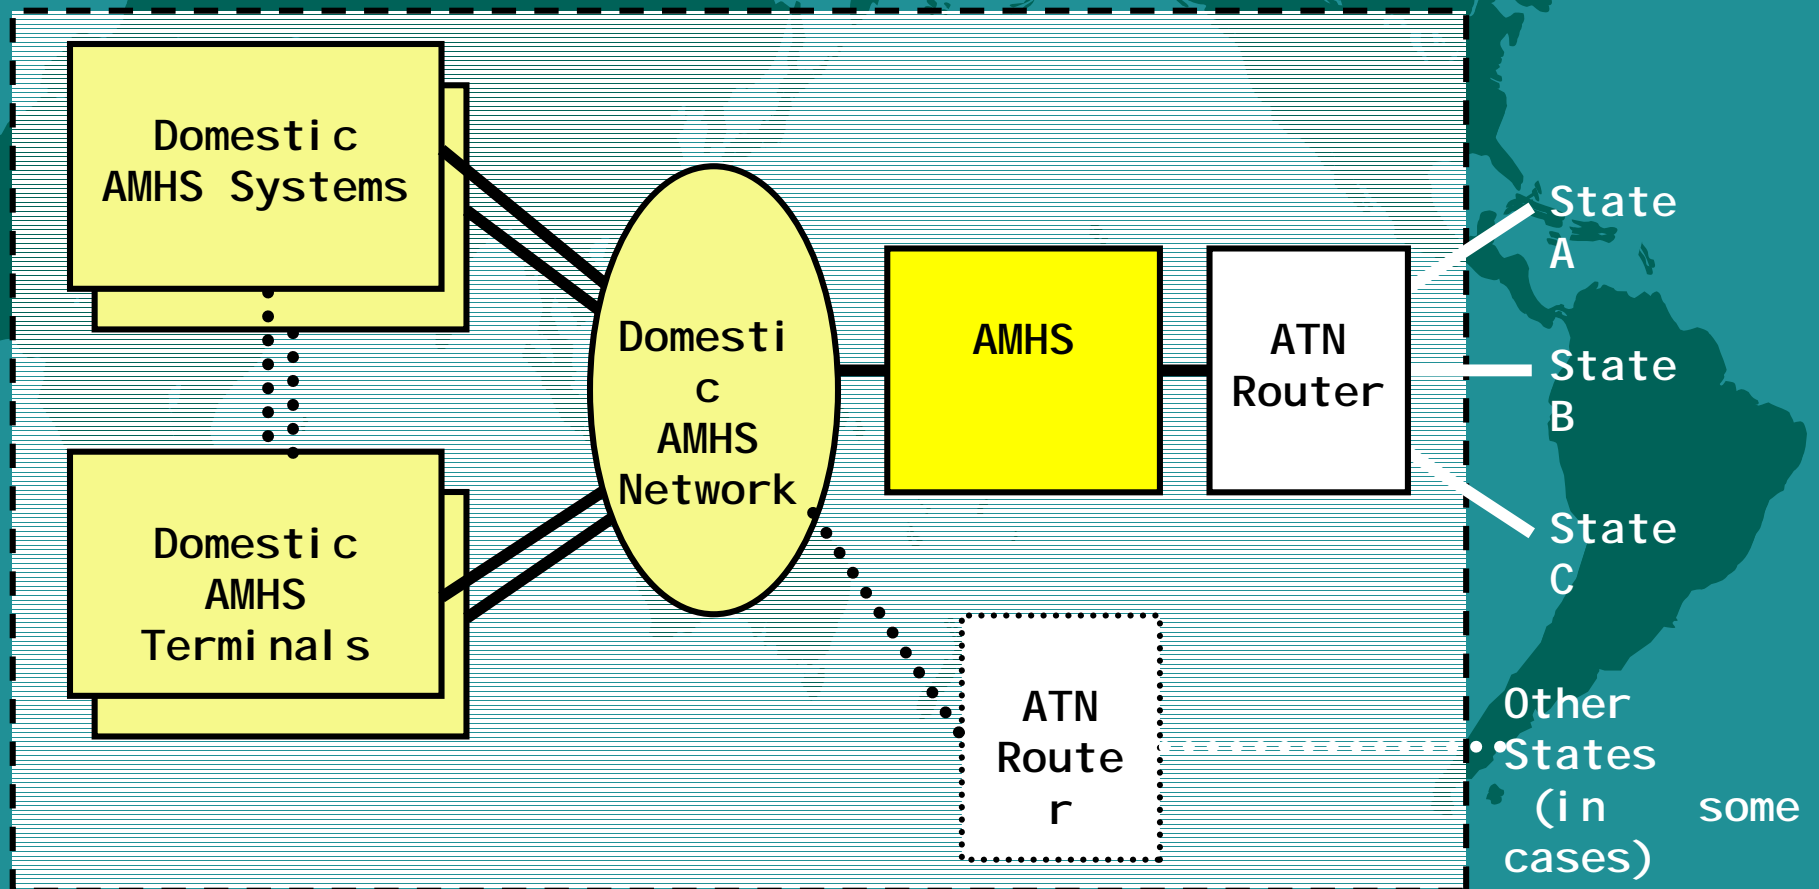 Domestic
AMHS Systems
Domesti
c
AMHS
Network
AMHS
ATN
Router
State
A
State
B
State
C
Domestic
AMHS
Terminals
ATN
Route
r
Other
States
(in some
cases)